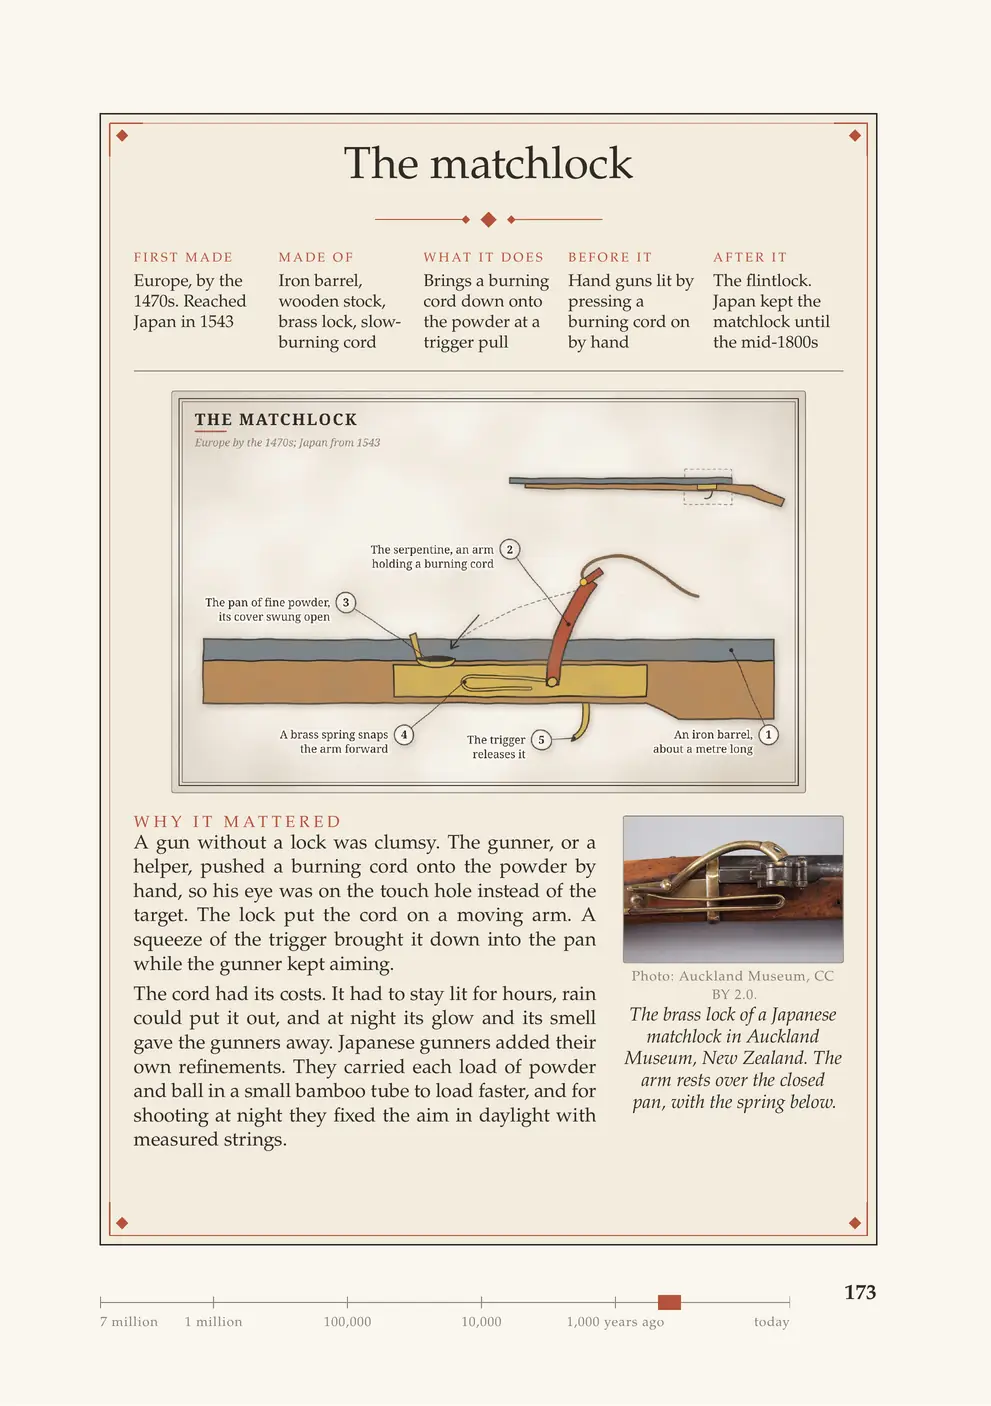 The matchlock
FIRST MADE
Europe, by the
1470s. Reached
Japan in 1543
MADE OF
Iron barrel,
wooden stock,
brass lock, slow-
burning cord
WHAT IT DOES
Brings a burning
cord down onto
the powder at a
trigger pull
BEFORE IT
Hand guns lit by
pressing a
burning cord on
by hand
AFTER IT
The flintlock.
Japan kept the
matchlock until
the mid-1800s
THE MATCHLOCK
Europe by the 1470s; Japan from 1543
The serpentine, an arm
holding a burning cord
2
The pan of fine powder,
its cover swung open
3
A brass spring snaps
the arm forward
4
The trigger
releases it
5
An iron barrel,
about a metre long
1
WHY IT MATTERED
A gun without a lock was clumsy. The gunner, or a
helper, pushed a burning cord onto the powder by
hand, so his eye was on the touch hole instead of the
target. The lock put the cord on a moving arm. A
squeeze of the trigger brought it down into the pan
while the gunner kept aiming.
The cord had its costs. It had to stay lit for hours, rain
could put it out, and at night its glow and its smell
gave the gunners away. Japanese gunners added their
own refinements. They carried each load of powder
and ball in a small bamboo tube to load faster, and for
shooting at night they fixed the aim in daylight with
measured strings.
Photo: Auckland Museum, CC
BY 2.0.
The brass lock of a Japanese
matchlock in Auckland
Museum, New Zealand. The
arm rests over the closed
pan, with the spring below.
173
7 million
1 million
100,000
10,000
1,000 years ago
today